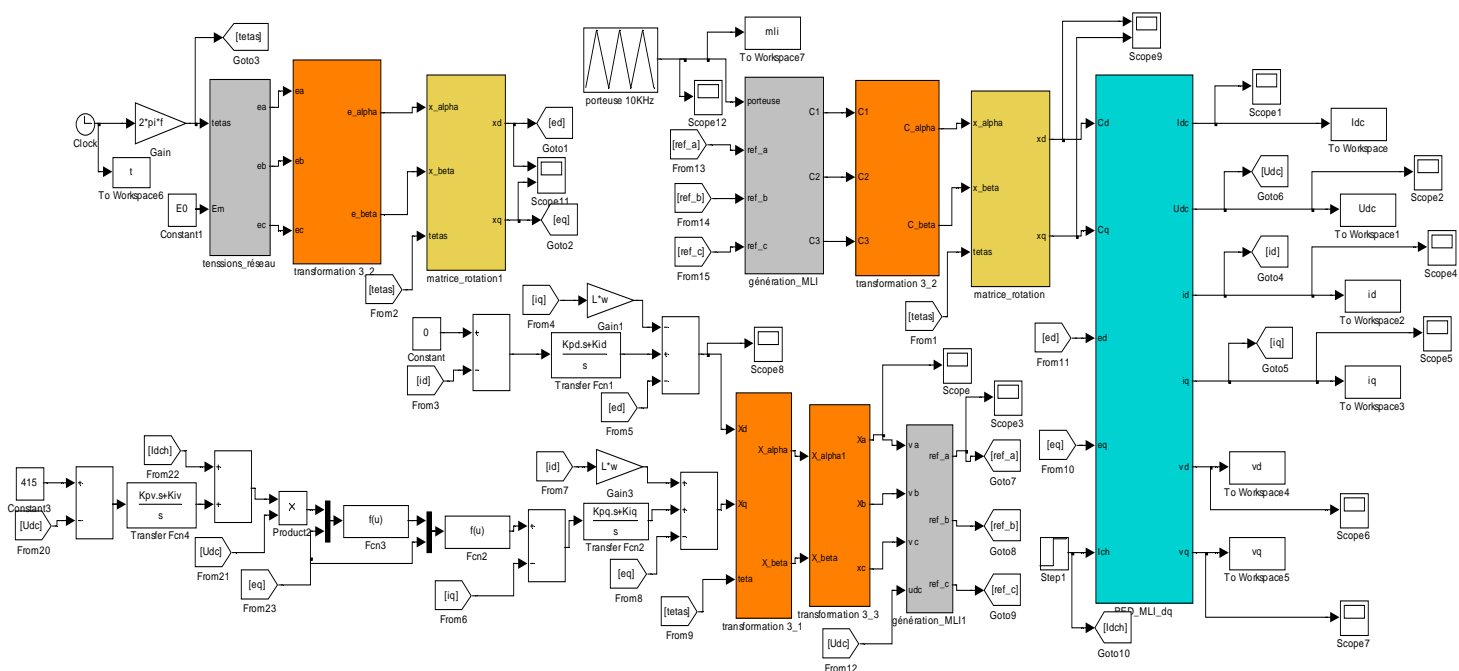 [tetas]
Goto3
Clock
2*pi*f
Gain
t
To Workspace6
E0
Constant1
tetas
Em
ea
eb
ec
tenssions_réseau
ea
eb
ec
e_alpha
e_beta
transformation 3_2
x_alpha
x_beta
tetas
xd
xq
matrice_rotation1
[ed]
Goto1
Scope11
[eq]
Goto2
[tetas]
From2
porteuse 10KHz
mli
To Workspace7
Scope12
[ref_a]
From13
[ref_b]
From14
[ref_c]
From15
porteuse
ref_a
ref_b
ref_c
C1
C2
C3
génération_MLI
C1
C2
C3
C_alpha
C_beta
transformation 3_2
x_alpha
x_beta
tetas
xd
xq
matrice_rotation
[tetas]
From1
Scope9
Cd
Cq
ed
eq
Ich
Idc
Udc
id
iq
vd
vq
RED_MLI_dq
Scope1
Idc
To Workspace
[Udc]
Goto6
Scope2
Udc
To Workspace1
[id]
Goto4
Scope4
id
To Workspace2
[iq]
Goto5
Scope5
iq
To Workspace3
[ed]
From11
[eq]
From10
vd
To Workspace4
Scope6
vq
To Workspace5
Scope7
Step1
[Idch]
Goto10
[iq]
From4
L*w
Gain1
0
Constant
[id]
From3
Kpd.s+Kid
s
Transfer Fcn1
[ed]
From5
Scope8
415
Constant3
[Udc]
From20
Kpv.s+Kiv
s
Transfer Fcn4
[Idch]
From22
X
Product2
[Udc]
From21
[eq]
From23
f(u)
Fcn3
f(u)
Fcn2
[iq]
From6
[id]
From7
L*w
Gain3
Kpq.s+Kiq
s
Transfer Fcn2
[eq]
From8
[tetas]
From9
Xd
Xq
teta
X_alpha
X_beta
transformation 3_1
X_alpha1
X_beta
Xa
Xb
xc
transformation 3_3
va
vb
vc
udc
ref_a
ref_b
ref_c
génération_MLI1
[Udc]
From12
Scope
Scope3
[ref_a]
Goto7
[ref_b]
Goto8
[ref_c]
Goto9